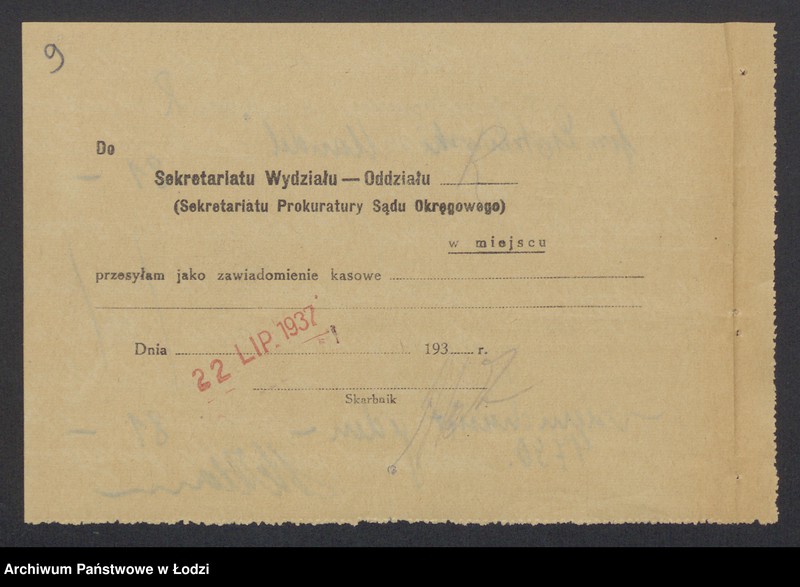 9
Do
Sekretariatu Wydziału — Oddziału
(Sekretariatu Prokuratury Sądu Okręgowego)
w miejscu
przesyłam jako zawiadomienie kasowe
22 LIP. 1937
Dnia 193 r.
Skarbnik
Archiwum Państwowe w Łodzi